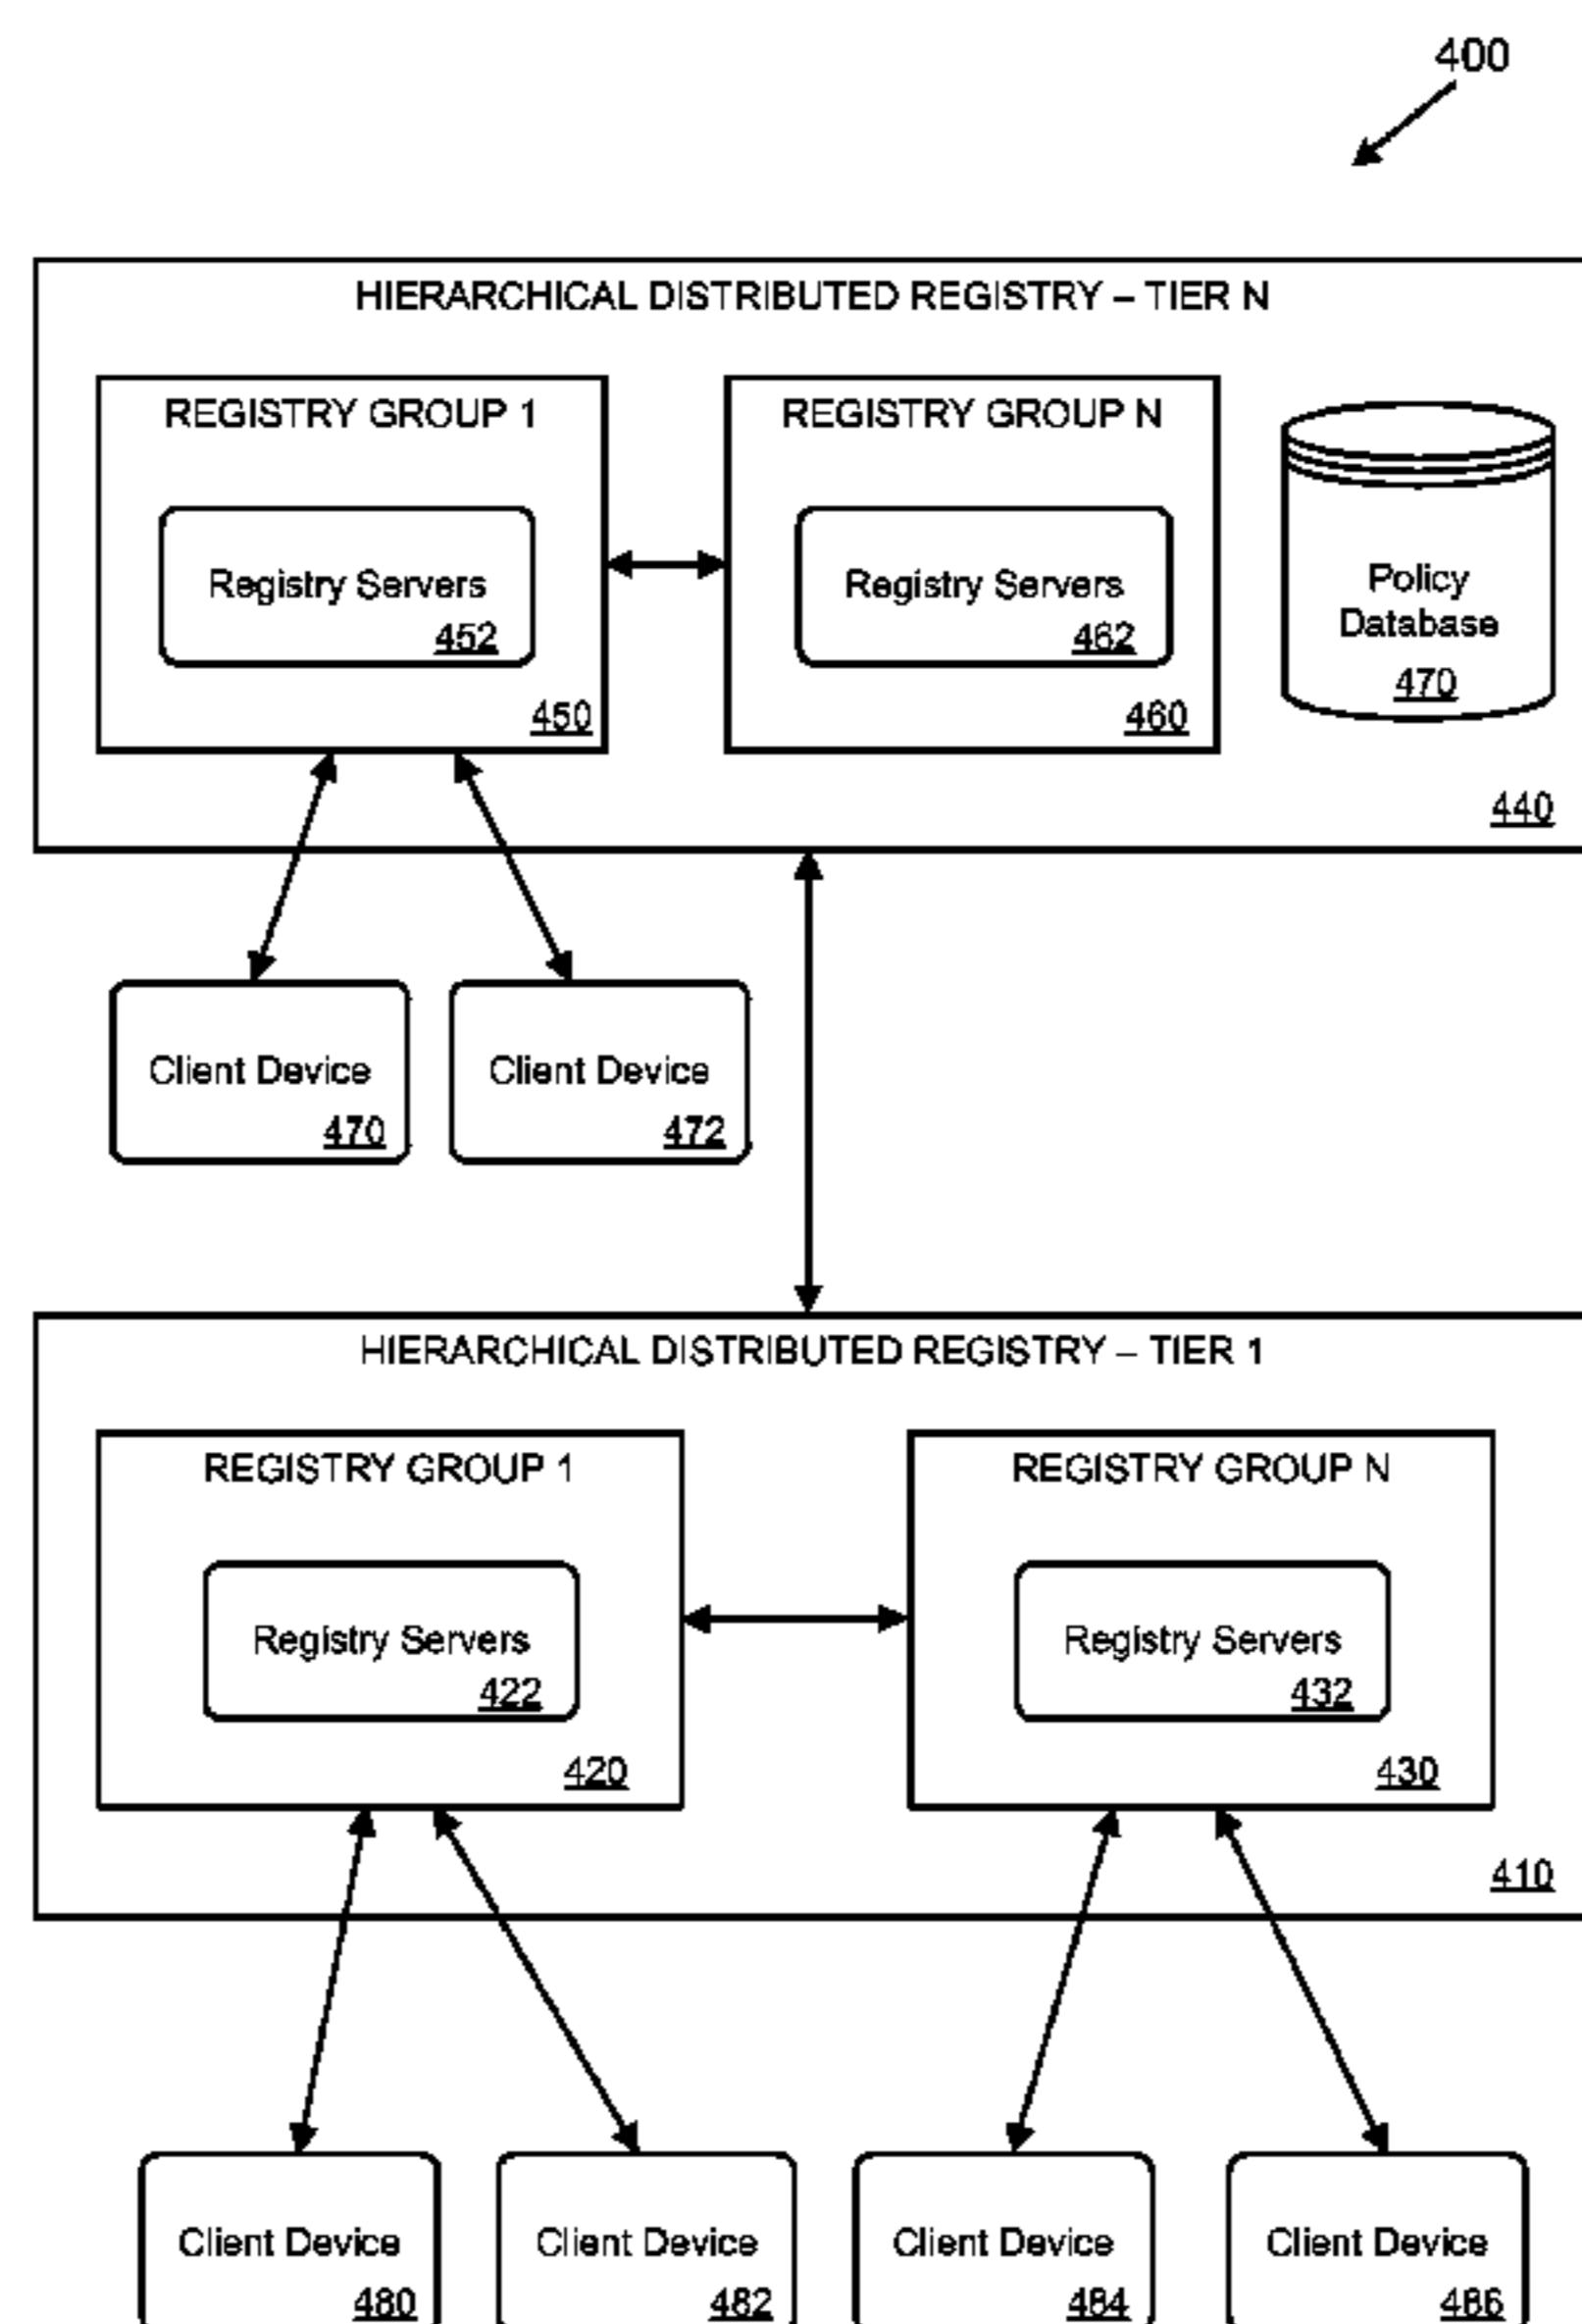 400
HIERARCHICAL DISTRIBUTED REGISTRY – TIER N
REGISTRY GROUP 1
Registry Servers
452
450
REGISTRY GROUP N
Registry Servers
462
460
Policy
Database
470
440
Client Device
470
Client Device
472
HIERARCHICAL DISTRIBUTED REGISTRY – TIER 1
REGISTRY GROUP 1
Registry Servers
422
420
REGISTRY GROUP N
Registry Servers
432
430
410
Client Device
480
Client Device
482
Client Device
484
Client Device
486